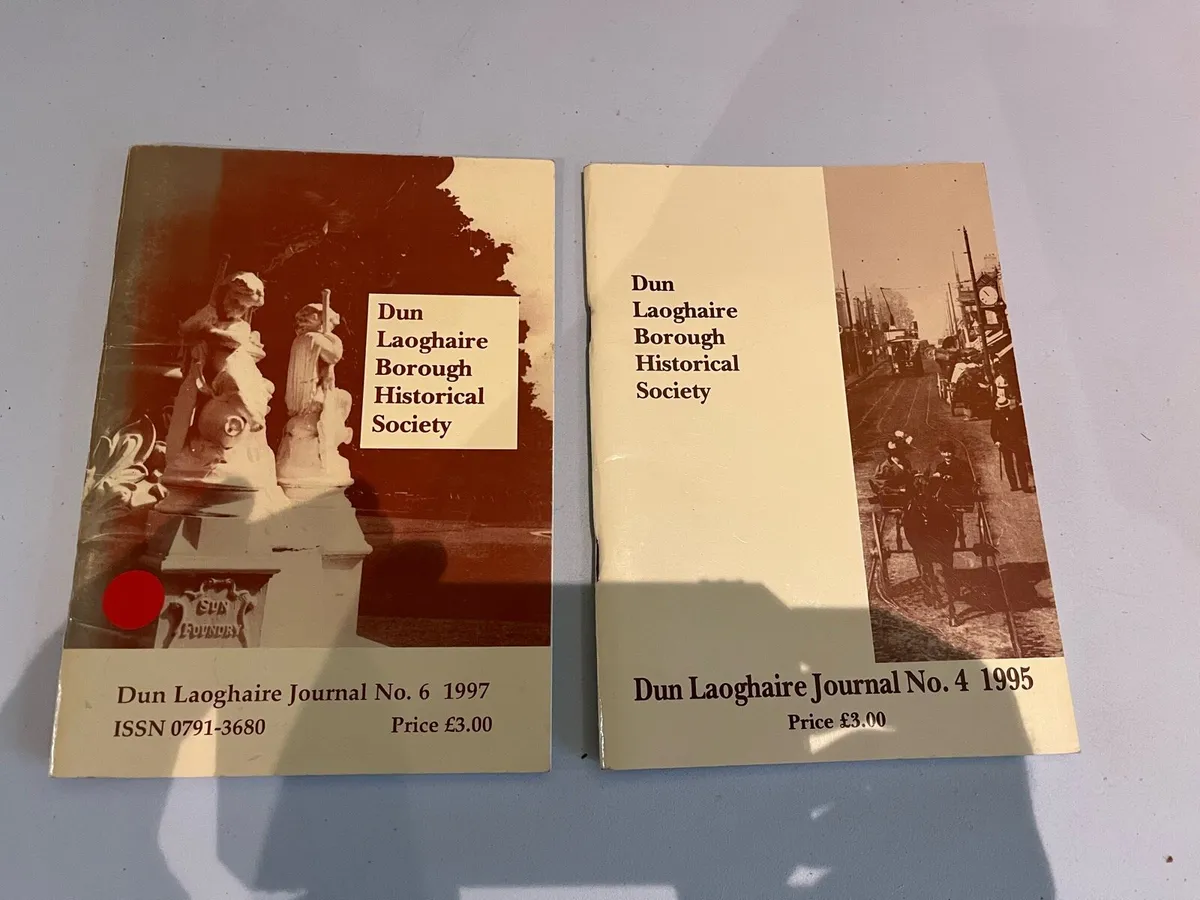 Dun
Laoghaire
Borough
Historical
Society
SUN
FOUNDRY
Dun Laoghaire Journal No. 6 1997
ISSN 0791-3680 Price £3.00
Dun
Laoghaire
Borough
Historical
Society
Dun Laoghaire Journal No. 4 1995
Price £3.00